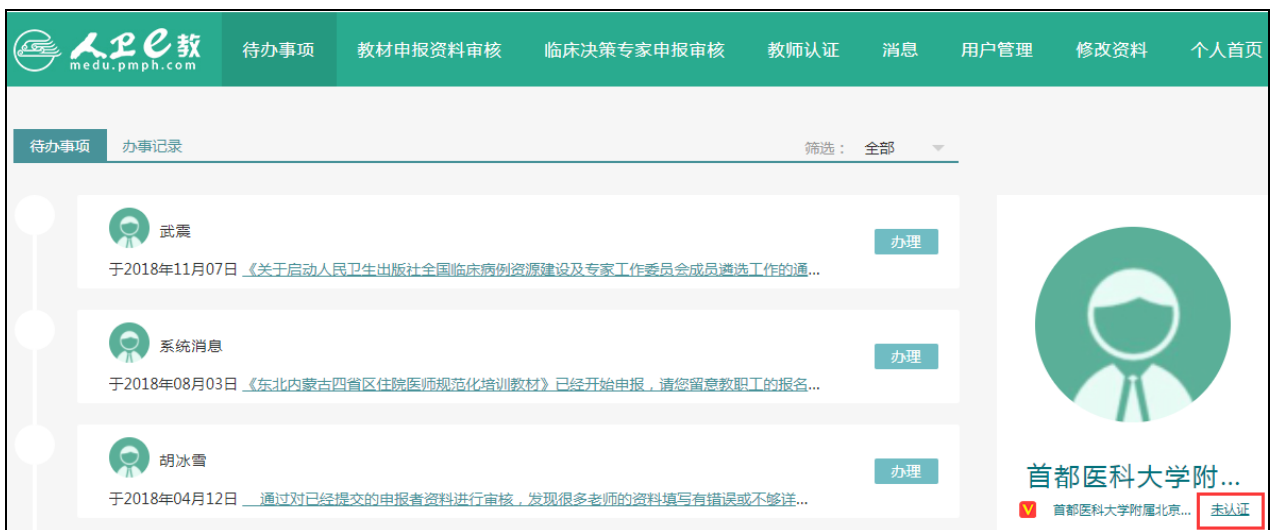 人卫e教 待办事项 教材申报资料审核 临床决策专家申报审核 教师认证 消息 用户管理 修改资料 个人首页
medu.pmph.com
待办事项 办事记录 筛选： 全部
武震
办理
于2018年11月07日 《关于启动人民卫生出版社全国临床病例资源建设及专家工作委员会成员遴选工作的通...
系统消息
办理
于2018年08月03日 《东北内蒙古四省区住院医师规范化培训教材》已经开始申报，请您留意教职工的报名...
胡冰雪
办理
于2018年04月12日 通过对已经提交的申报者资料进行审核，发现很多老师的资料填写有错误或不够详...
首都医科大学附...
V 首都医科大学附属北京... 未认证